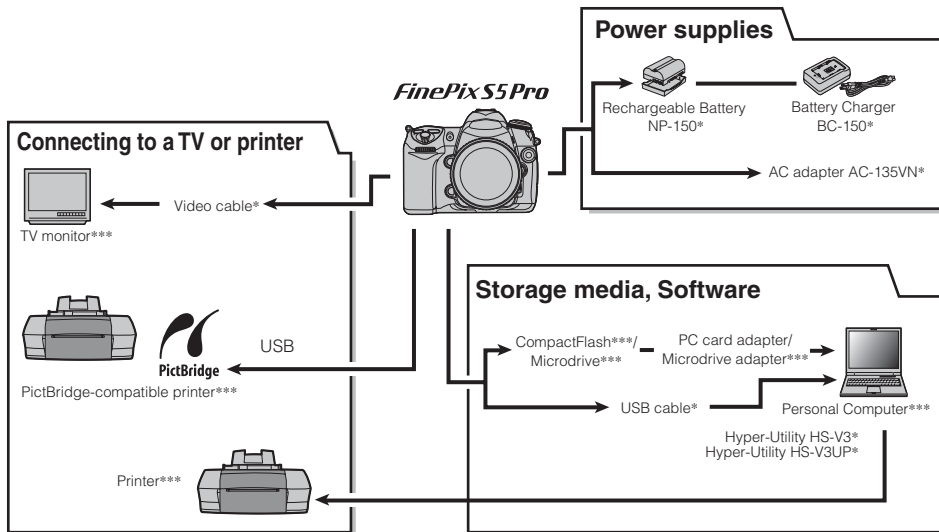 Power supplies
FinePix S5 Pro
Rechargeable Battery
NP-150*
Battery Charger
BC-150*
AC adapter AC-135VN*
Connecting to a TV or printer
Video cable*
TV monitor***
USB
PictBridge
PictBridge-compatible printer***
Printer***
Storage media, Software
CompactFlash***/
Microdrive***
PC card adapter/
Microdrive adapter***
USB cable*
Personal Computer***
Hyper-Utility HS-V3*
Hyper-Utility HS-V3UP*